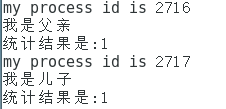 my process id is 2716
我是父亲
统计结果是:1
my process id is 2717
我是儿子
统计结果是:1